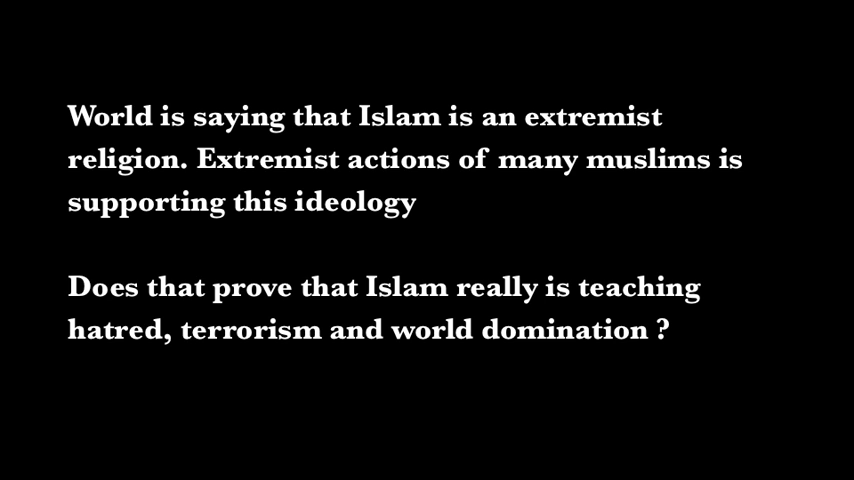 World is saying that Islam is an extremist
religion. Extremist actions of many muslims is
supporting this ideology
Does that prove that Islam really is teaching
hatred, terrorism and world domination ?